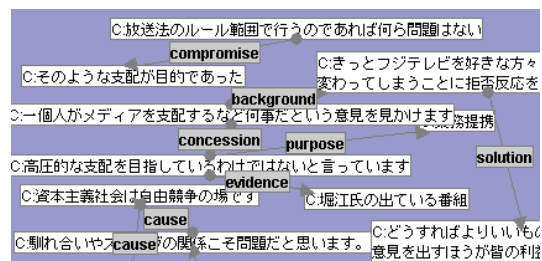 C:放送法のルール範囲で行うのであれば何ら問題はない
compromise
C:そのような支配が目的であった
C:きっとフジテレビを好きな方々
変わってしまうことに拒否反応を
background
C:一個人がメディアを支配するなど何事だという意見を見かけます
業務提携
concession
purpose
solution
C:高圧的な支配を目指しているわけではないと言っています
evidence
C:資本主義社会は自由競争の場です
C:堀江氏の出ている番組
cause
C:どうすればよりいいもの
意見を出すほうが皆の利益
C:馴れ合いや
cause
の関係こそ問題だと思います。